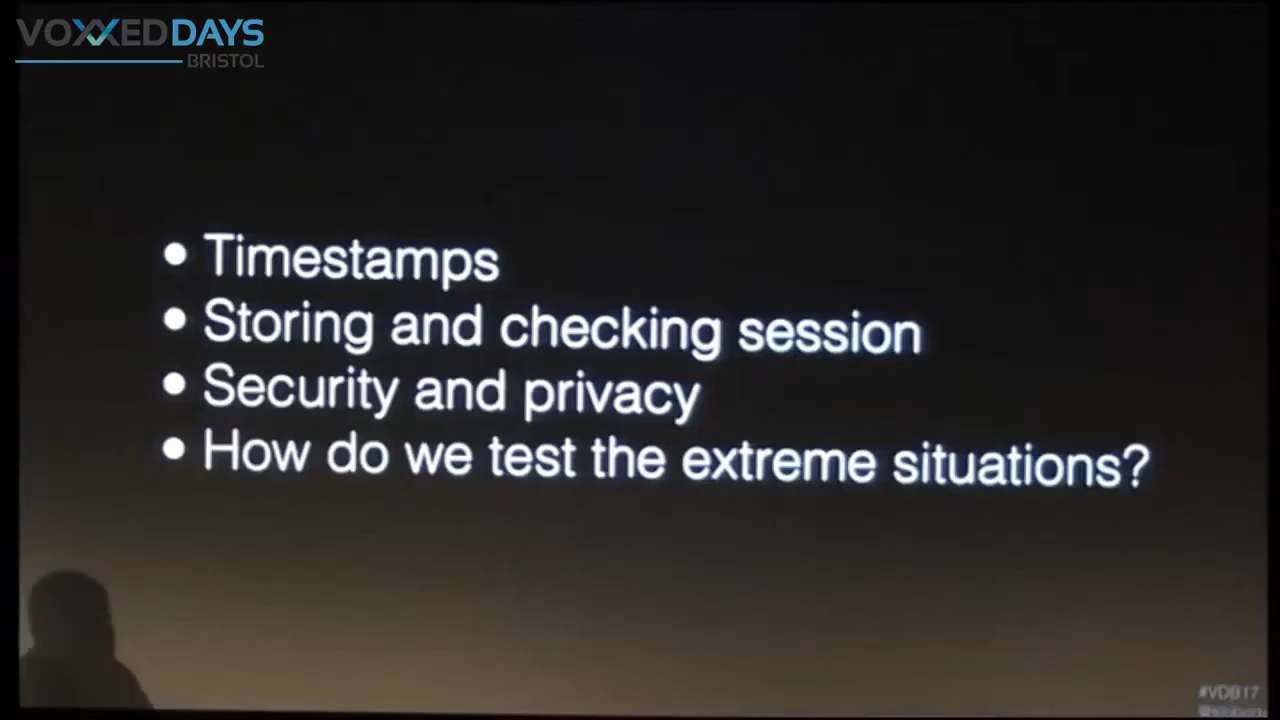 VOXXEDDAYS
BRISTOL
• Timestamps
• Storing and checking session
• Security and privacy
• How do we test the extreme situations?
#VDB17